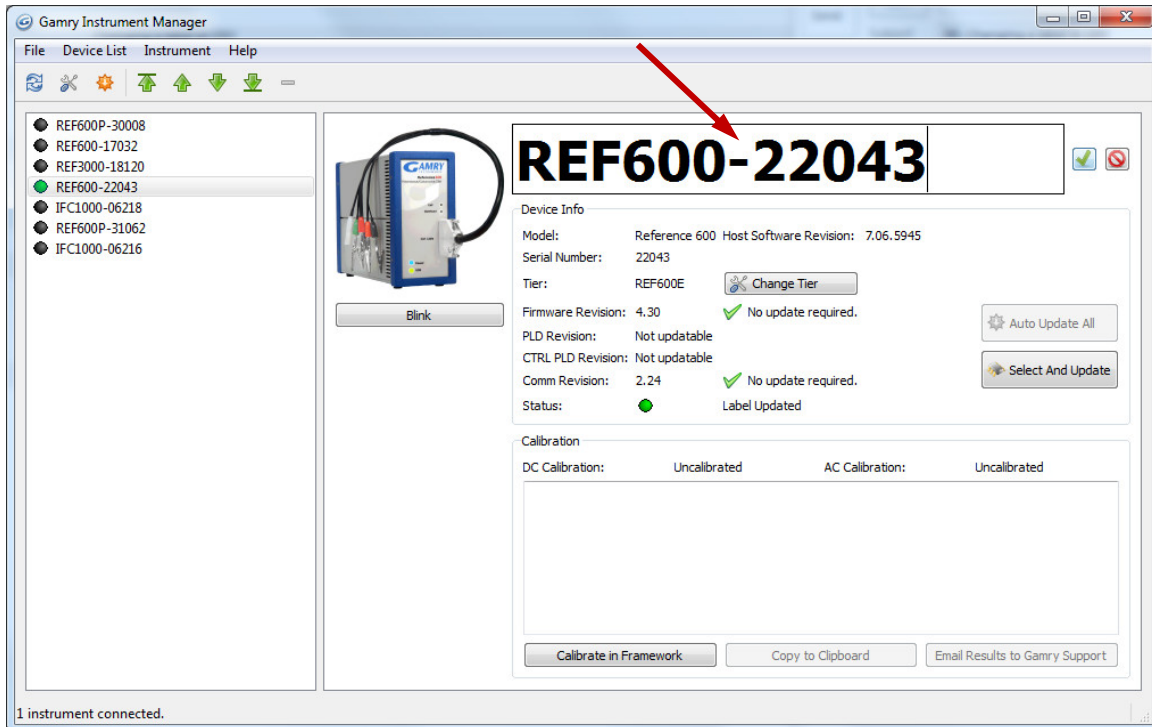 Gamry Instrument Manager
File Device List Instrument Help
REF600P-30008
REF600-17032
REF3000-18120
REF600-22043
IFC1000-06218
REF600P-31062
IFC1000-06216
GAMRY
Blink
REF600-22043
Device Info
Model: Reference 600 Host Software Revision: 7.06.5945
Serial Number: 22043
Tier: REF600E Change Tier
Firmware Revision: 4.30 No update required.
PLD Revision: Not updatable
CTRL PLD Revision: Not updatable
Comm Revision: 2.24 No update required.
Status: Label Updated
Auto Update All
Select And Update
Calibration
DC Calibration: Uncalibrated AC Calibration: Uncalibrated
Calibrate in Framework Copy to Clipboard Email Results to Gamry Support
1 instrument connected.